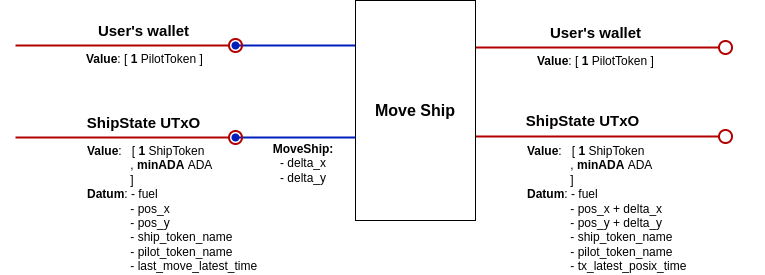 User's wallet
Value: [ 1 PilotToken ]
ShipState UTxO
Value: [ 1 ShipToken
, minADA ADA
]
Datum: - fuel
- pos_x
- pos_y
- ship_token_name
- pilot_token_name
- last_move_latest_time
MoveShip:
- delta_x
- delta_y
Move Ship
User's wallet
Value: [ 1 PilotToken ]
ShipState UTxO
Value: [ 1 ShipToken
, minADA ADA
]
Datum: - fuel
- pos_x + delta_x
- pos_y + delta_y
- ship_token_name
- pilot_token_name
- tx_latest_posix_time